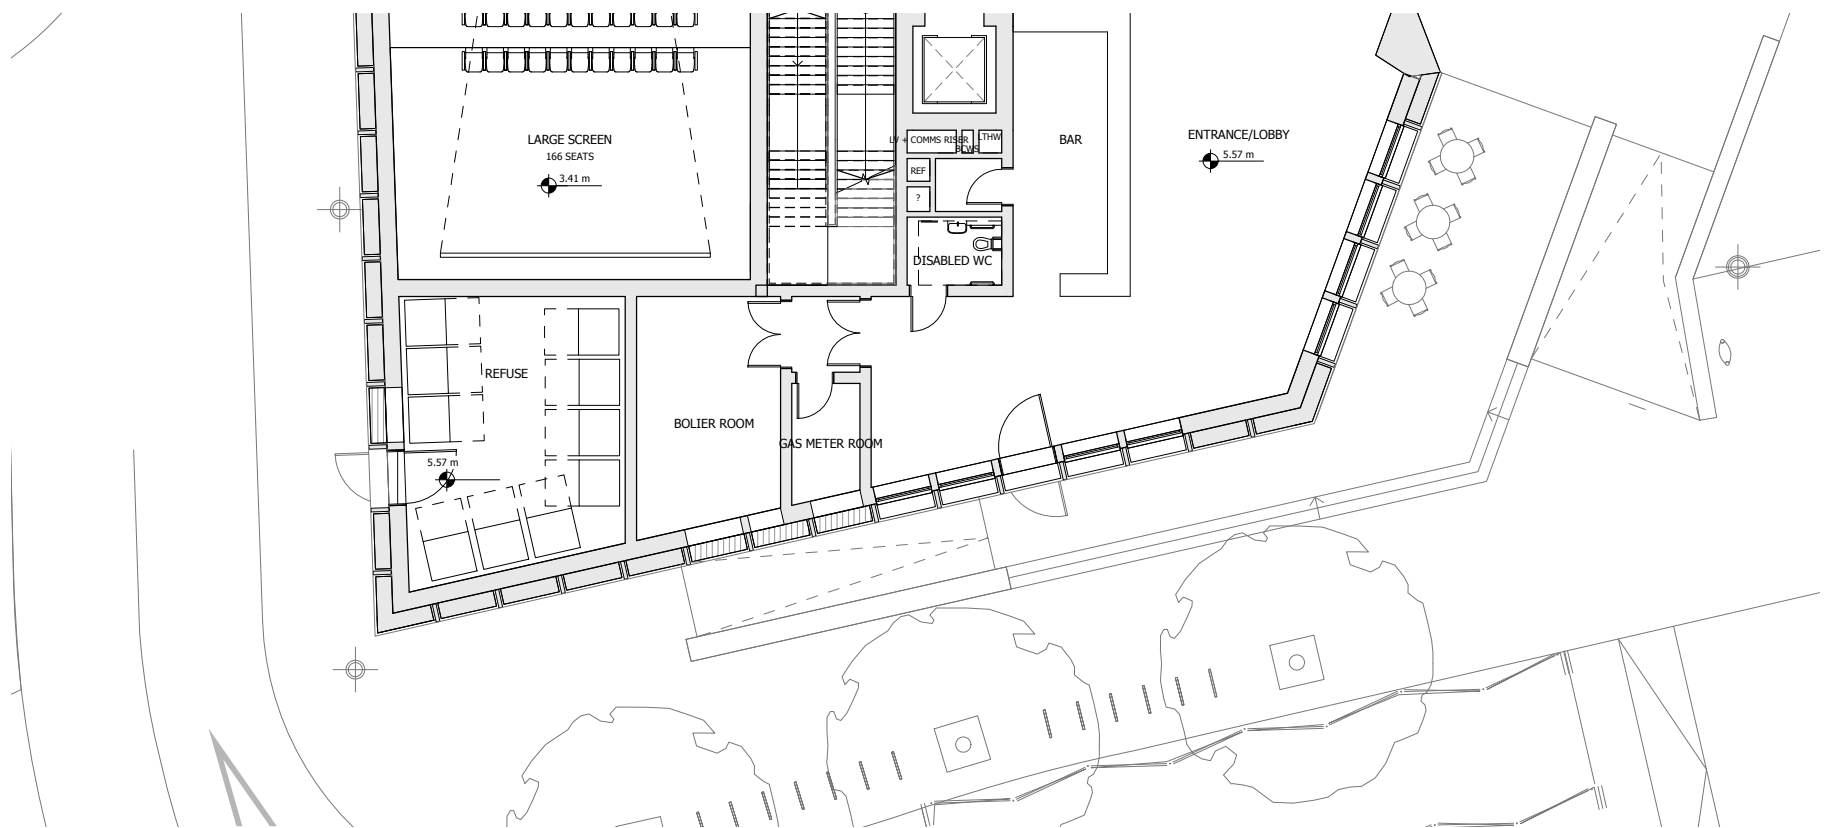 LARGE SCREEN
166 SEATS
3.41 m
LV + COMMS RISER
BCWS
LTHW
REF
?
DISABLED WC
BAR
ENTRANCE/LOBBY
5.57 m
REFUSE
5.57 m
BOLIER ROOM
GAS METER ROOM